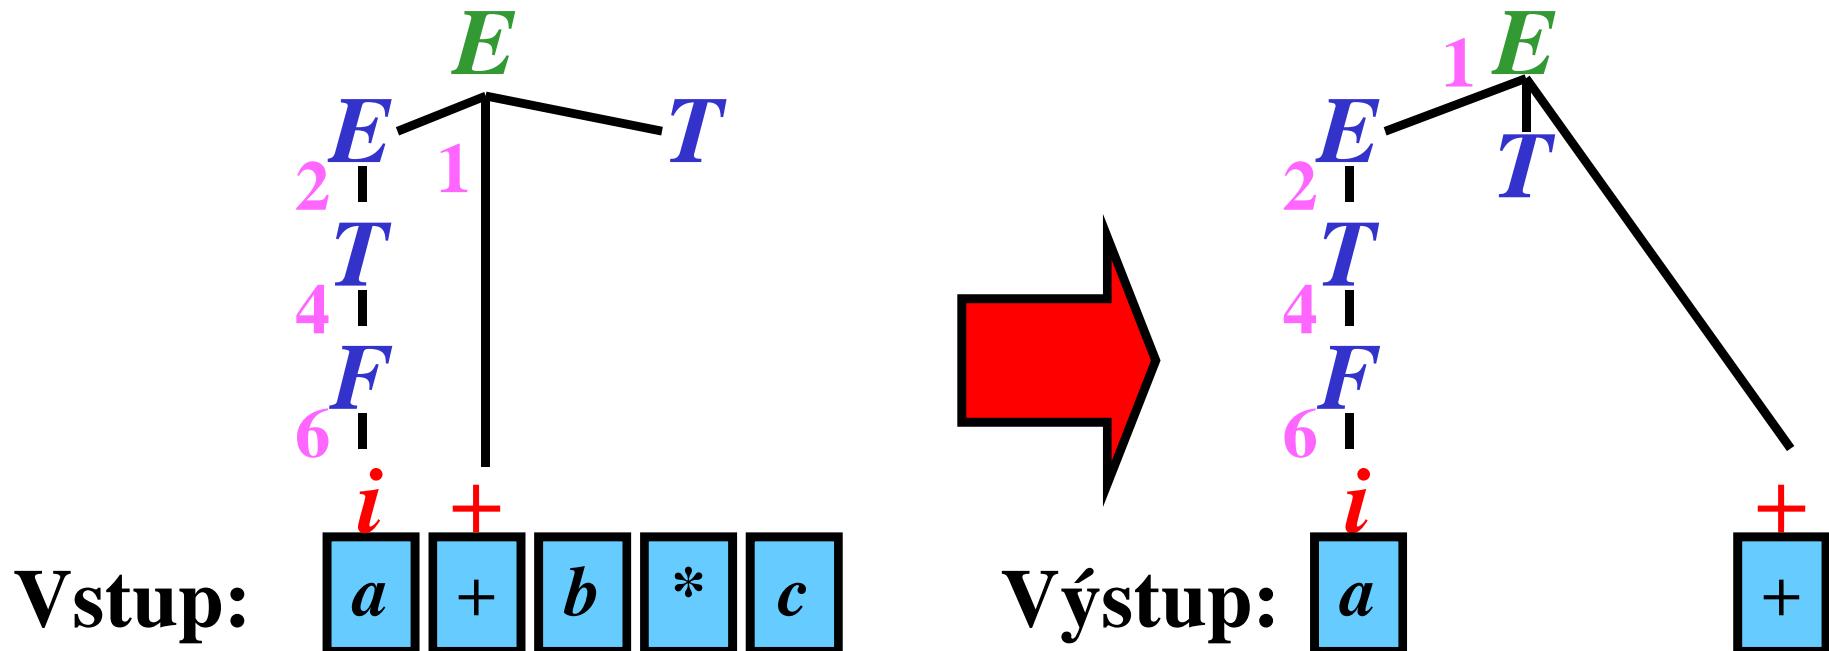 E 1 E
E T E
2 1 2 T
T T
4 4
F F
6 6
i + i +
Vstup: a + b * c Výstup: a +